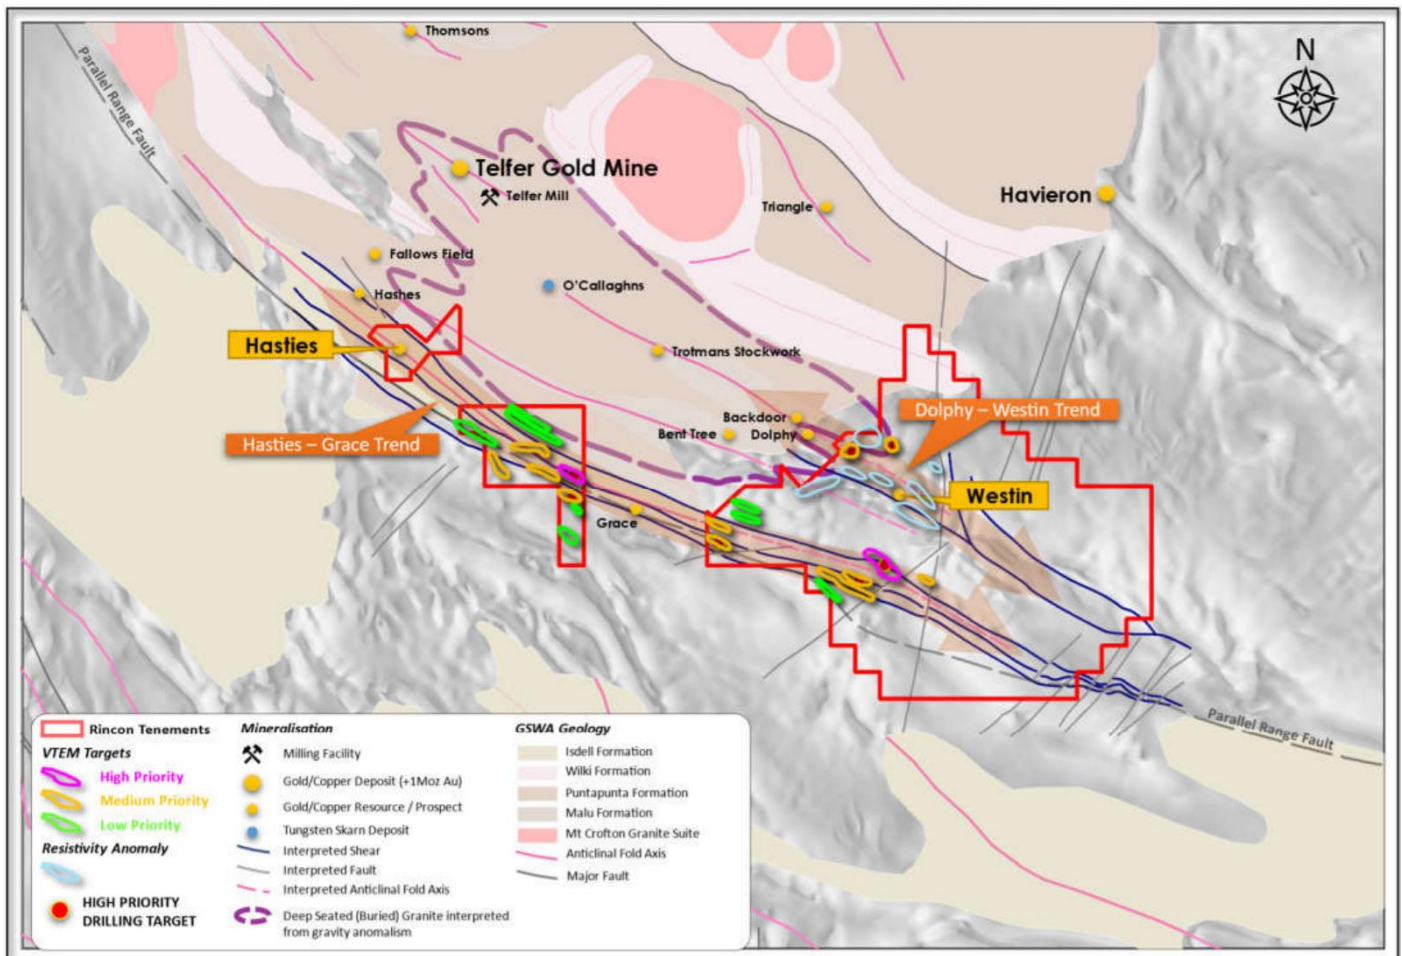 Thomsons
N
Parallel Range Fault
Telfer Gold Mine
Telfer Mill
Havieron
Triangle
Fallows Field
O'Callaghns
Hashes
Hasties
Trotmans Stockwork
Dolphy – Westin Trend
Backdoor
Bent Tree
Dolphy
Hasties – Grace Trend
Westin
Grace
Parallel Range Fault
Rincon Tenements
VTEM Targets
High Priority
Medium Priority
Low Priority
Resistivity Anomaly
HIGH PRIORITY
DRILLING TARGET
Mineralisation
Milling Facility
Gold/Copper Deposit (+1Moz Au)
Gold/Copper Resource / Prospect
Tungsten Skarn Deposit
Interpreted Shear
Interpreted Fault
Interpreted Anticlinal Fold Axis
Deep Seated (Buried) Granite interpreted
from gravity anomalism
GSWA Geology
Isdell Formation
Wilki Formation
Puntapunta Formation
Malu Formation
Mt Crofton Granite Suite
Anticlinal Fold Axis
Major Fault